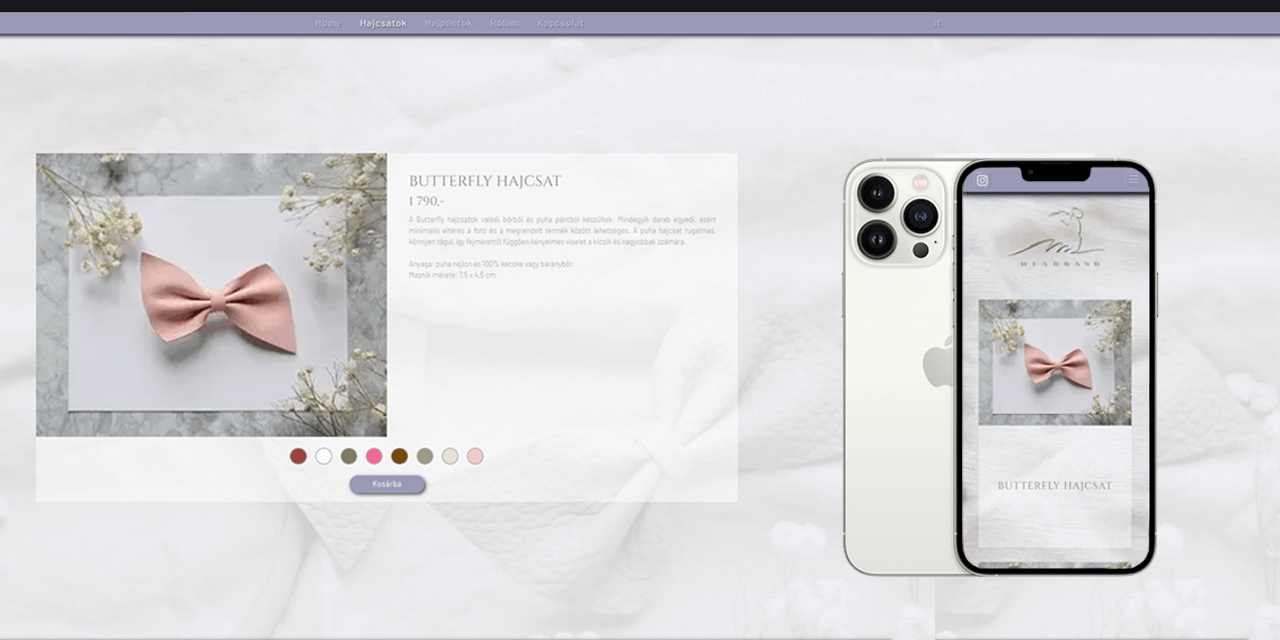 Home Hajcsatok Hajpántok Rólam Kapcsolat
BUTTERFLY HAJCSAT
1 790,-
A Butterfly hajcsatok valódi bőrből és puha pántból készültek. Mindegyik darab egyedi, ezért
minimális eltérés a fotó és a megrendelt termék között lehetséges. A puha hajcsat rugalmas,
könnyen tágul, így fejmérettől függően kényelmes viselet a kicsik és nagyobbak számára.
Anyaga: puha nejlon és 100% kecske vagy báránybőr.
Masnik mérete: 7,5 x 4,5 cm
Kosárba
HEADBAND
BUTTERFLY HAJCSAT